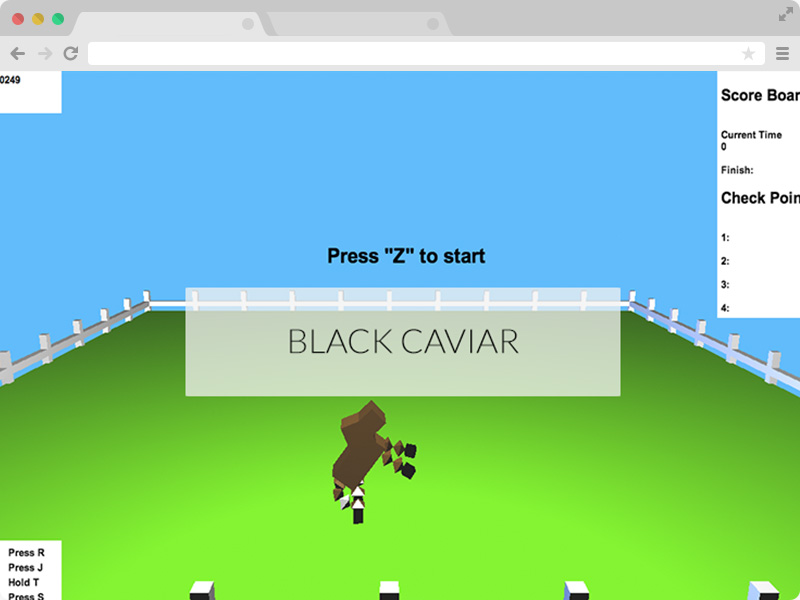 0249
Score Boar
Current Time
0
Finish:
Check Poin
1:
2:
3:
4:
Press "Z" to start
BLACK CAVIAR
Press R
Press J
Hold T
Press S